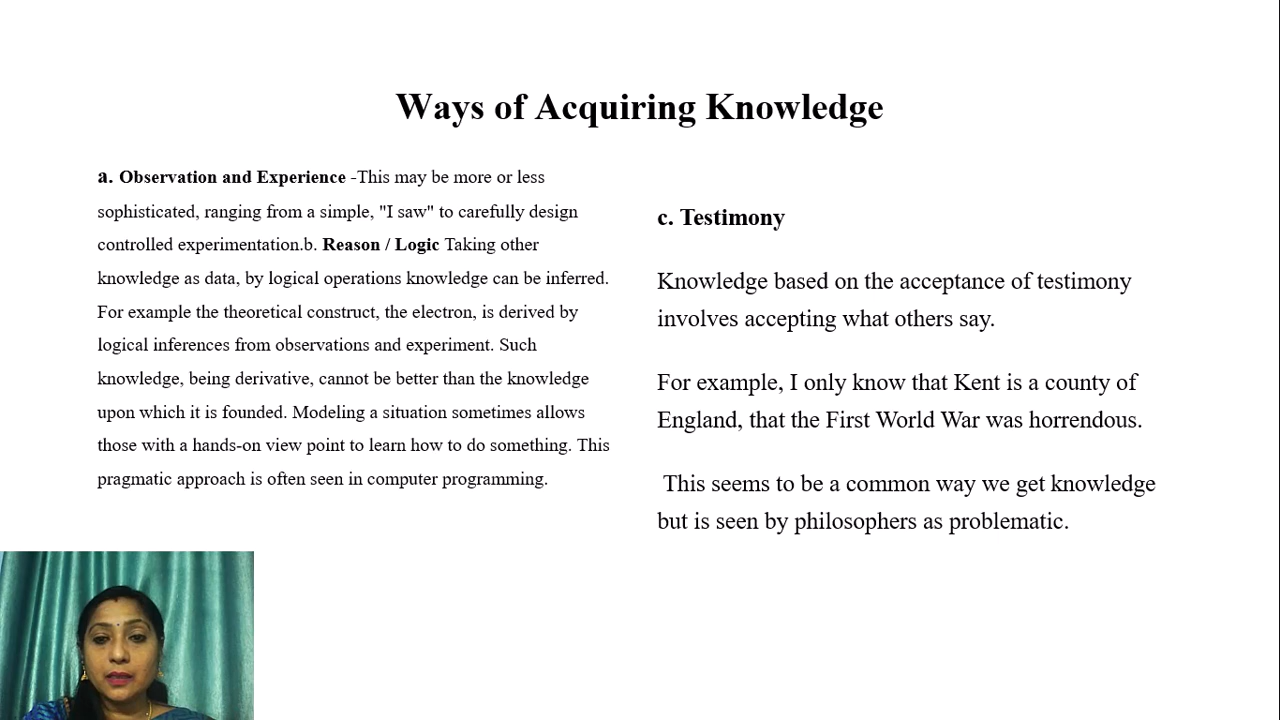 Ways of Acquiring Knowledge
a. Observation and Experience -This may be more or less
sophisticated, ranging from a simple, "I saw" to carefully design
controlled experimentation.b. Reason / Logic Taking other
knowledge as data, by logical operations knowledge can be inferred.
For example the theoretical construct, the electron, is derived by
logical inferences from observations and experiment. Such
knowledge, being derivative, cannot be better than the knowledge
upon which it is founded. Modeling a situation sometimes allows
those with a hands-on view point to learn how to do something. This
pragmatic approach is often seen in computer programming.
c. Testimony
Knowledge based on the acceptance of testimony
involves accepting what others say.
For example, I only know that Kent is a county of
England, that the First World War was horrendous.
This seems to be a common way we get knowledge
but is seen by philosophers as problematic.